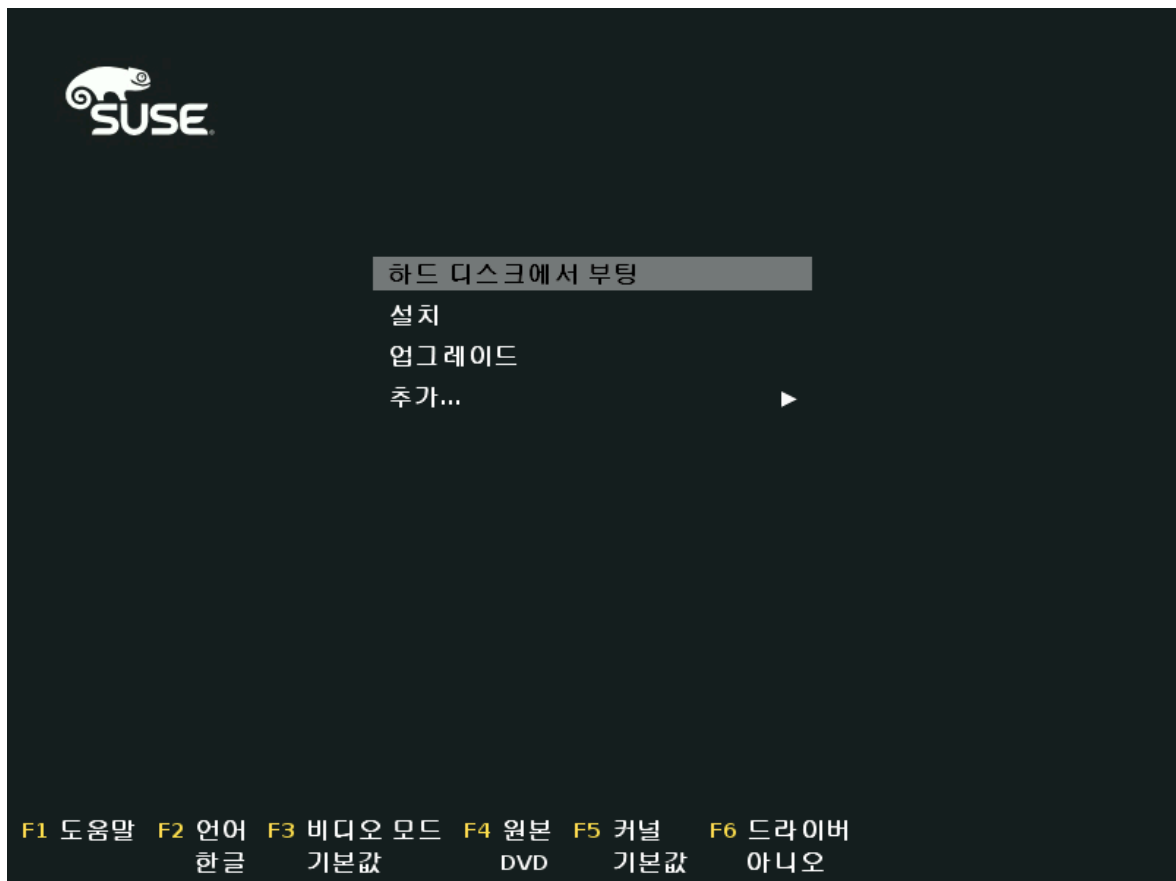 SUSE
하드 디스크에서 부팅
설치
업그레이드
추가...
F1 도움말 F2 언어 F3 비디오 모드 F4 원본 F5 커널 F6 드라이버
한글 기본값 DVD 기본값 아니오